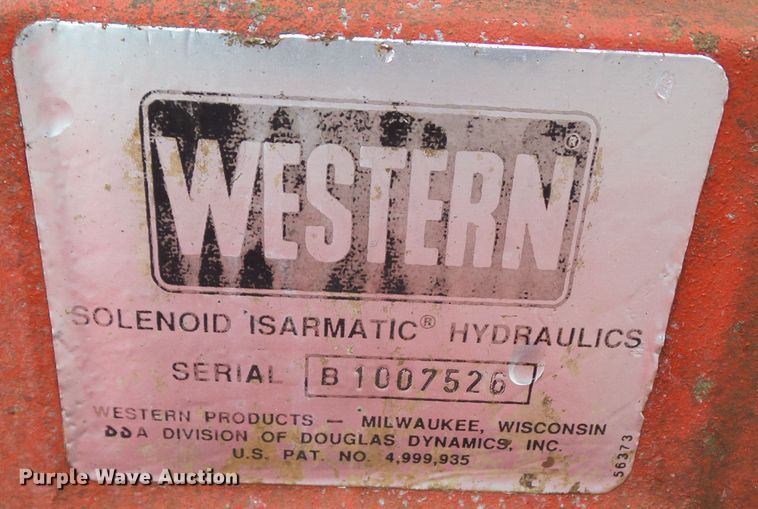 WESTERN®
SOLENOID ISARMATIC® HYDRAULICS
SERIAL B 1007526
WESTERN PRODUCTS — MILWAUKEE, WISCONSIN
A DIVISION OF DOUGLAS DYNAMICS, INC.
U.S. PAT. NO. 4,999,935
56373
Purple Wave Auction